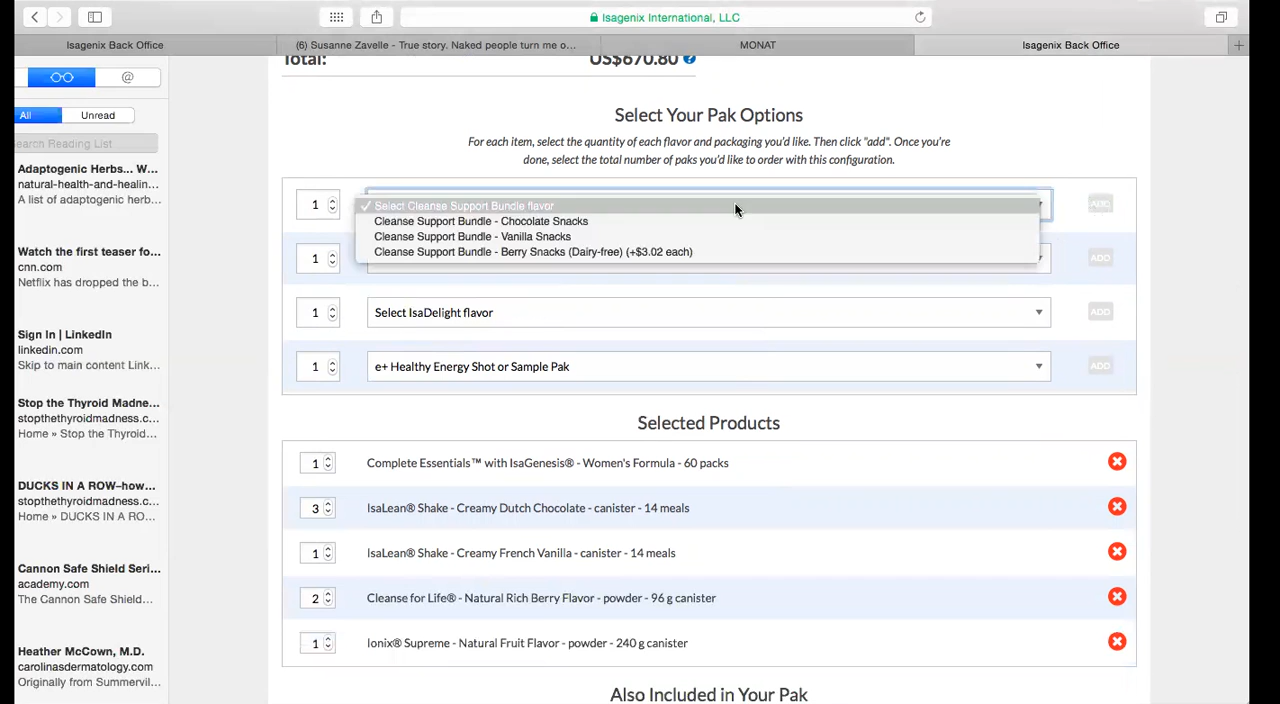 Isagenix International, LLC
Isagenix Back Office
(6) Susanne Zavelle - True story. Naked people turn me o...
MONAT
Isagenix Back Office
@
All
Unread
Search Reading List
Adaptogenic Herbs... W...
natural-health-and-healin...
A list of adaptogenic herb...
Watch the first teaser fo...
cnn.com
Netflix has dropped the b...
Sign In | LinkedIn
linkedin.com
Skip to main content Link...
Stop the Thyroid Madne...
stopthethyroidmadness.c...
Home » Stop the Thyroid...
DUCKS IN A ROW–how...
stopthethyroidmadness.c...
Home » DUCKS IN A RO...
Cannon Safe Shield Seri...
academy.com
The Cannon Safe Shield...
Heather McCown, M.D.
carolinasdermatology.com
Originally from Summervil...
Total: US$670.80 ?
Select Your Pak Options
For each item, select the quantity of each flavor and packaging you'd like. Then click "add". Once you're
done, select the total number of paks you'd like to order with this configuration.
1 ✓ Select Cleanse Support Bundle flavor ADD
Cleanse Support Bundle - Chocolate Snacks
Cleanse Support Bundle - Vanilla Snacks
Cleanse Support Bundle - Berry Snacks (Dairy-free) (+$3.02 each)
1 ADD
1 Select IsaDelight flavor ADD
1 e+ Healthy Energy Shot or Sample Pak ADD
Selected Products
1 Complete Essentials™ with IsaGenesis® - Women's Formula - 60 packs
3 IsaLean® Shake - Creamy Dutch Chocolate - canister - 14 meals
1 IsaLean® Shake - Creamy French Vanilla - canister - 14 meals
2 Cleanse for Life® - Natural Rich Berry Flavor - powder - 96 g canister
1 Ionix® Supreme - Natural Fruit Flavor - powder - 240 g canister
Also Included in Your Pak